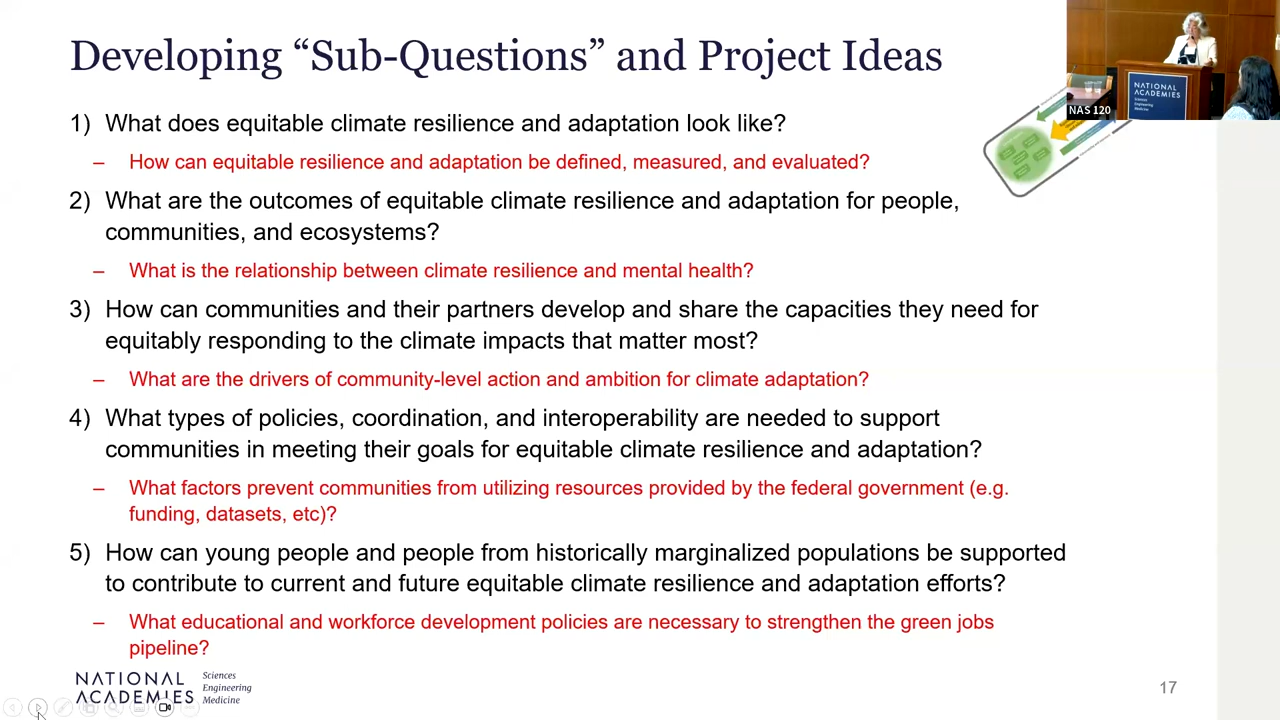 Developing “Sub-Questions” and Project Ideas
NATIONAL
ACADEMIES
Sciences
Engineering
Medicine
NAS 120
1) What does equitable climate resilience and adaptation look like?
– How can equitable resilience and adaptation be defined, measured, and evaluated?
2) What are the outcomes of equitable climate resilience and adaptation for people,
communities, and ecosystems?
– What is the relationship between climate resilience and mental health?
3) How can communities and their partners develop and share the capacities they need for
equitably responding to the climate impacts that matter most?
– What are the drivers of community-level action and ambition for climate adaptation?
4) What types of policies, coordination, and interoperability are needed to support
communities in meeting their goals for equitable climate resilience and adaptation?
– What factors prevent communities from utilizing resources provided by the federal government (e.g.
funding, datasets, etc)?
5) How can young people and people from historically marginalized populations be supported
to contribute to current and future equitable climate resilience and adaptation efforts?
– What educational and workforce development policies are necessary to strengthen the green jobs
pipeline?
NATIONAL
ACADEMIES
Sciences
Engineering
Medicine
17